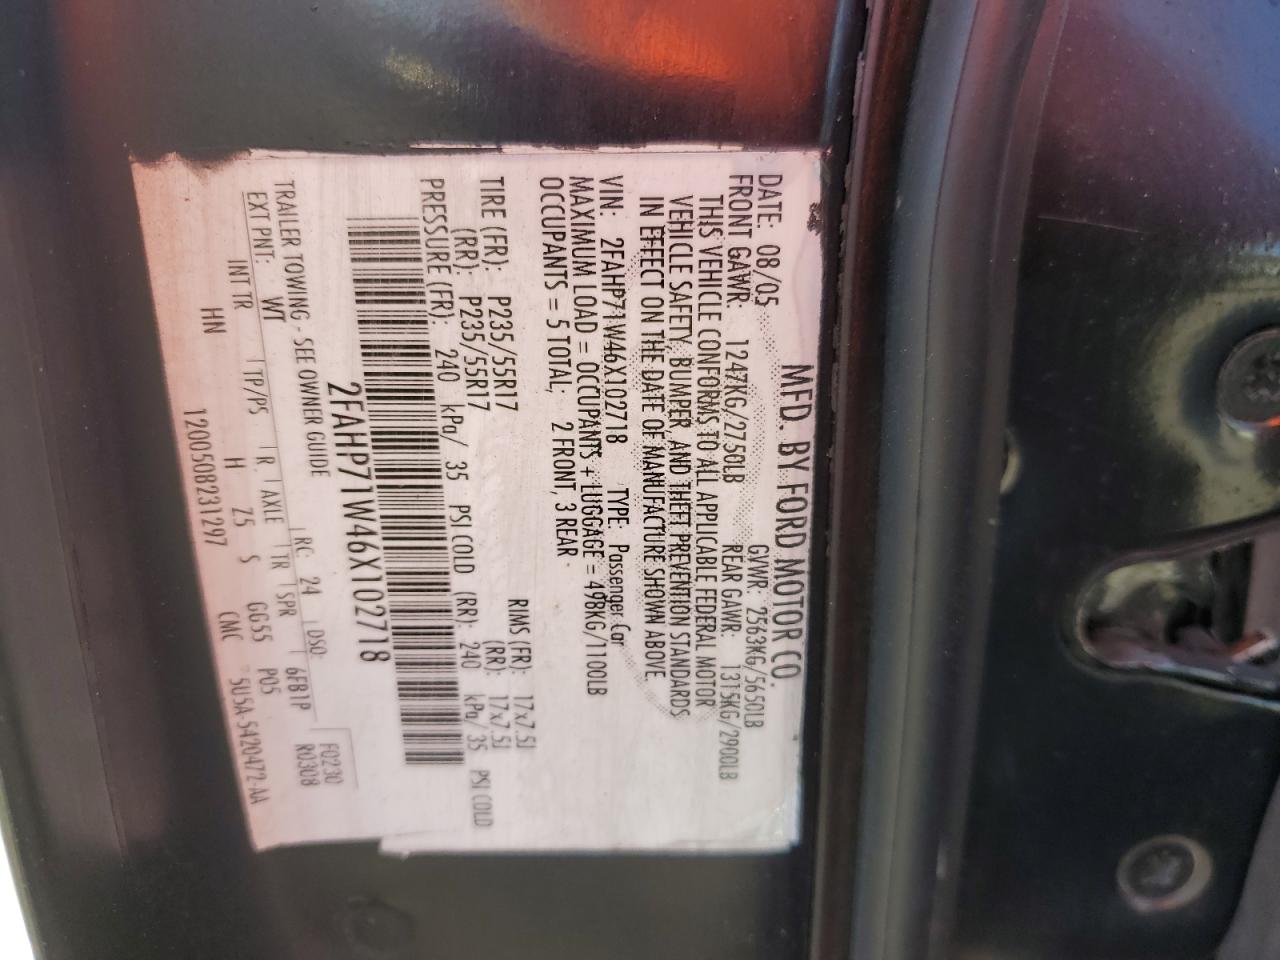 MFD. BY FORD MOTOR CO.
DATE: 08/05 GVWR: 2563KG/5650LB
FRONT GAWR: 1247KG/2750LB REAR GAWR: 1315KG/2900LB
THIS VEHICLE CONFORMS TO ALL APPLICABLE FEDERAL MOTOR
VEHICLE SAFETY, BUMPER, AND THEFT PREVENTION STANDARDS
IN EFFECT ON THE DATE OF MANUFACTURE SHOWN ABOVE.
VIN: 2FAHP71W46X102718 TYPE: Passenger Car
MAXIMUM LOAD = OCCUPANTS + LUGGAGE = 498KG/1100LB
OCCUPANTS = 5 TOTAL, 2 FRONT, 3 REAR
TIRE (FR): P235/55R17 RIMS (FR): 17x7.5J
(RR): P235/55R17 (RR): 17x7.5J
PRESSURE (FR): 240 kPa/ 35 PSI COLD (RR): 240 kPa/ 35 PSI COLD
2FAHP71W46X102718
TRAILER TOWING - SEE OWNER GUIDE
F0230
EXT PNT: WT RC: 24 DSO: 6FB1P R0308
INT TR TP/PS R AXLE TR SPR
HN H Z5 S GG55 P05
1200508231297 CMC 5U5A-5420472-AA